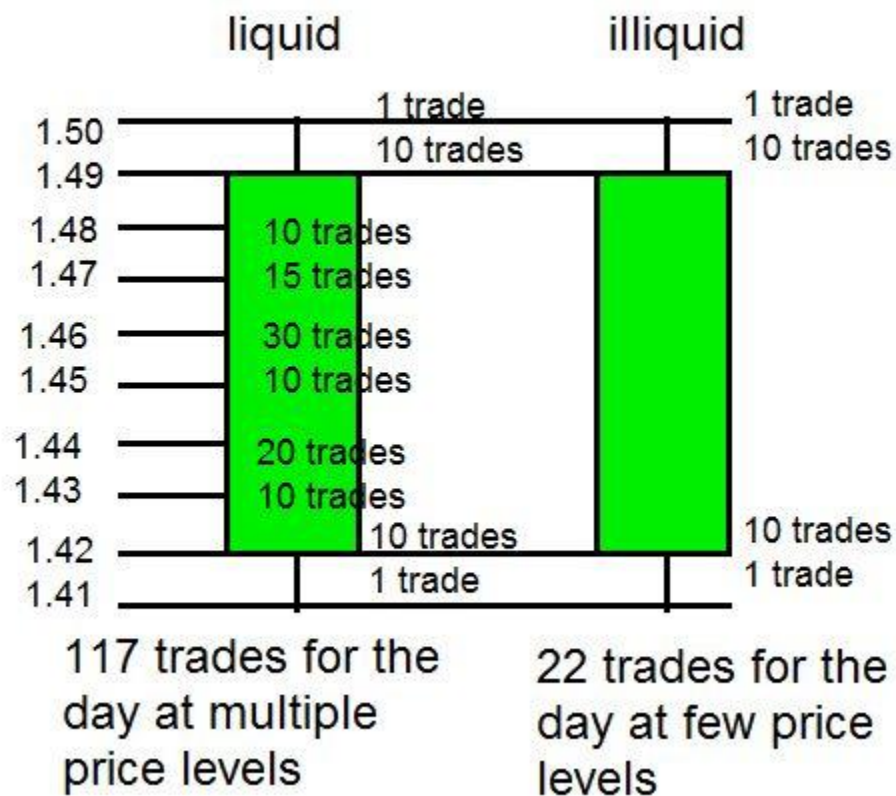 liquid illiquid
1 trade 1 trade
1.50
10 trades 10 trades
1.49
1.48 10 trades
1.47 15 trades
1.46 30 trades
1.45 10 trades
1.44 20 trades
1.43 10 trades
10 trades 10 trades
1.42
1 trade 1 trade
1.41
117 trades for the
day at multiple
price levels
22 trades for the
day at few price
levels